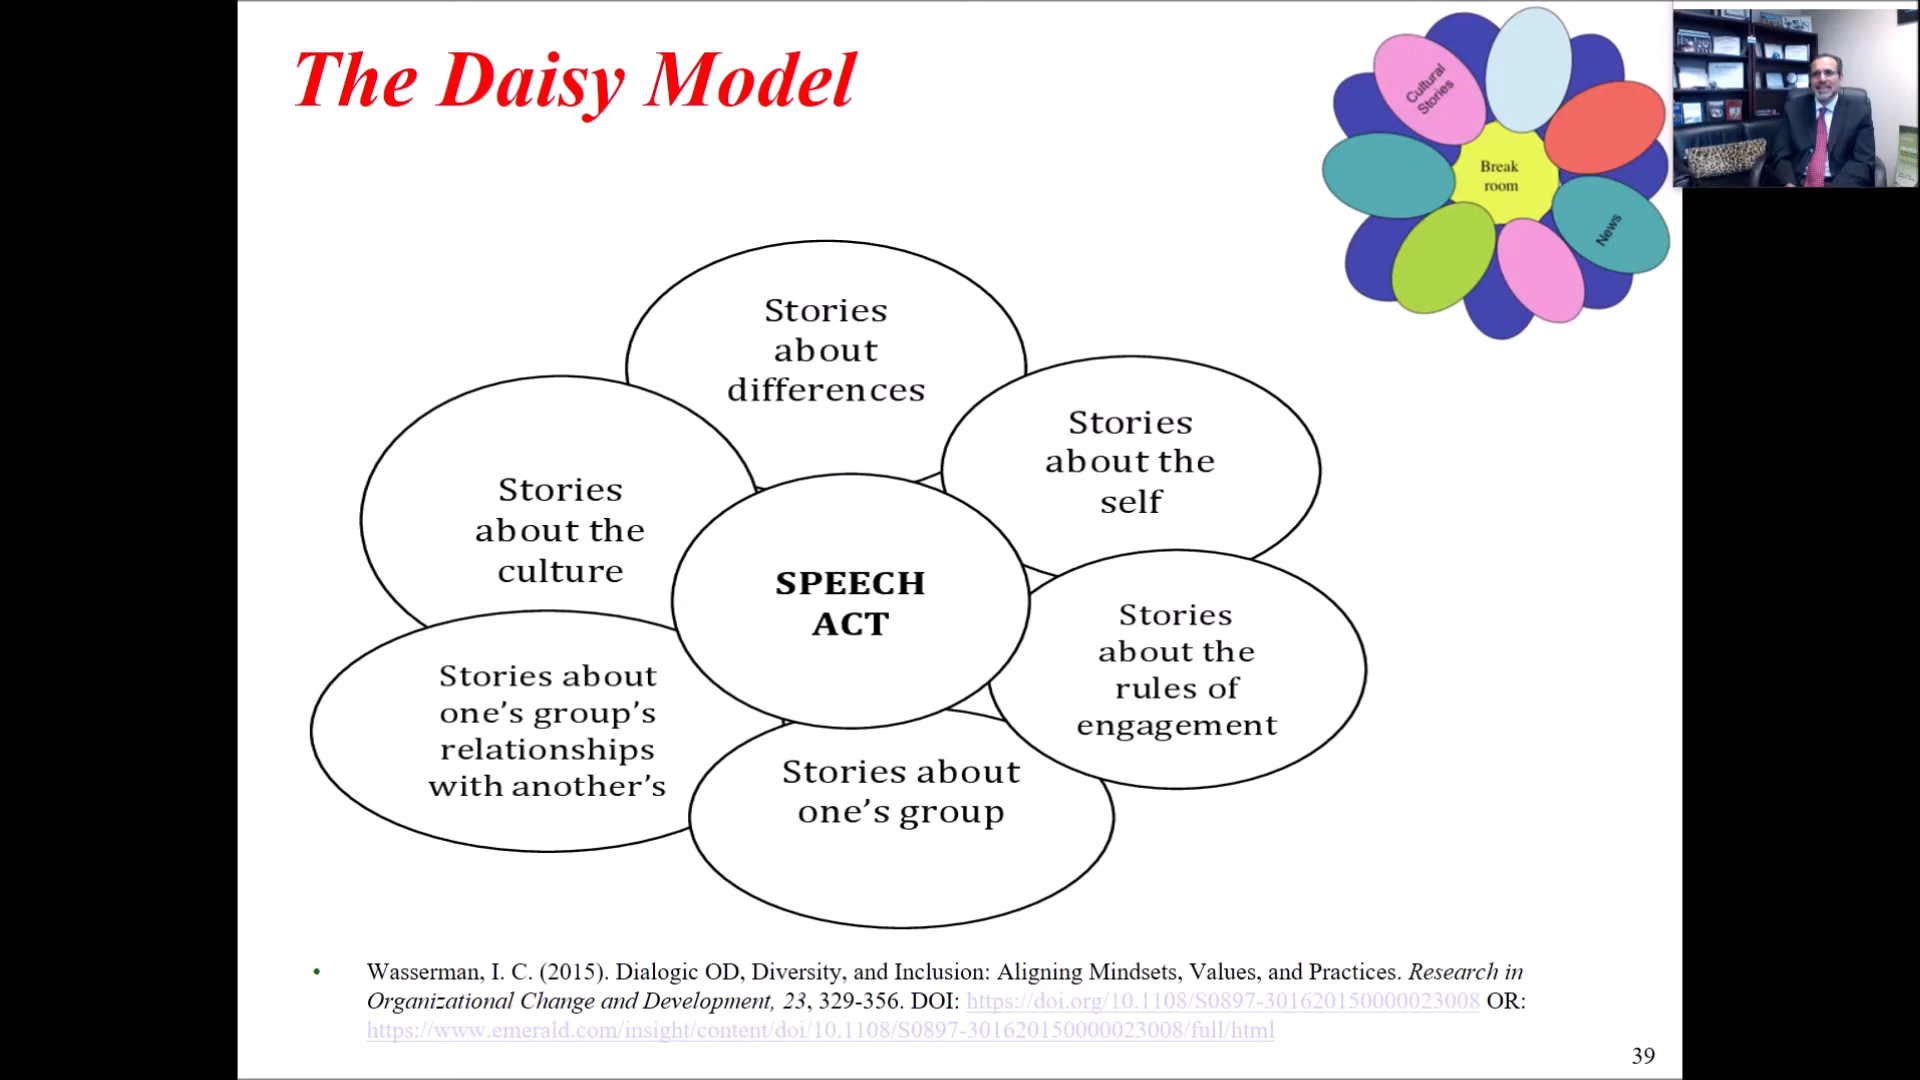 The Daisy Model
Cultural
Stories
Break
room
News
Stories
about
differences
Stories
about the
self
Stories
about the
culture
SPEECH
ACT
Stories
about the
rules of
engagement
Stories about
one’s group’s
relationships
with another’s
Stories about
one’s group
• Wasserman, I. C. (2015). Dialogic OD, Diversity, and Inclusion: Aligning Mindsets, Values, and Practices. Research in
Organizational Change and Development, 23, 329-356. DOI: https://doi.org/10.1108/S0897-301620150000023008 OR:
https://www.emerald.com/insight/content/doi/10.1108/S0897-301620150000023008/full/html
39